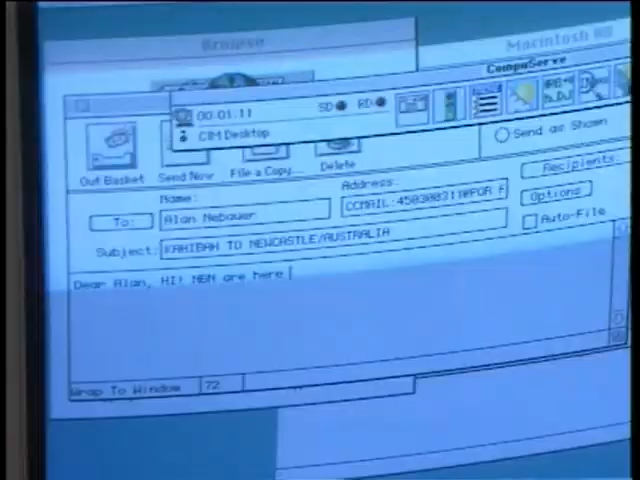 Browse
Macintosh HD
CompuServe
00:01:11 SD RD
CIM Desktop
Send as Shown
Out Basket Send Now File a Copy... Delete
Name: Address: Recipients:
To: Alan Nebauer
Options
Subject: KAHIBAH TO NEWCASTLE/AUSTRALIA Auto-File
Dear Alan, HI! NBN are here
Wrap To Window 72